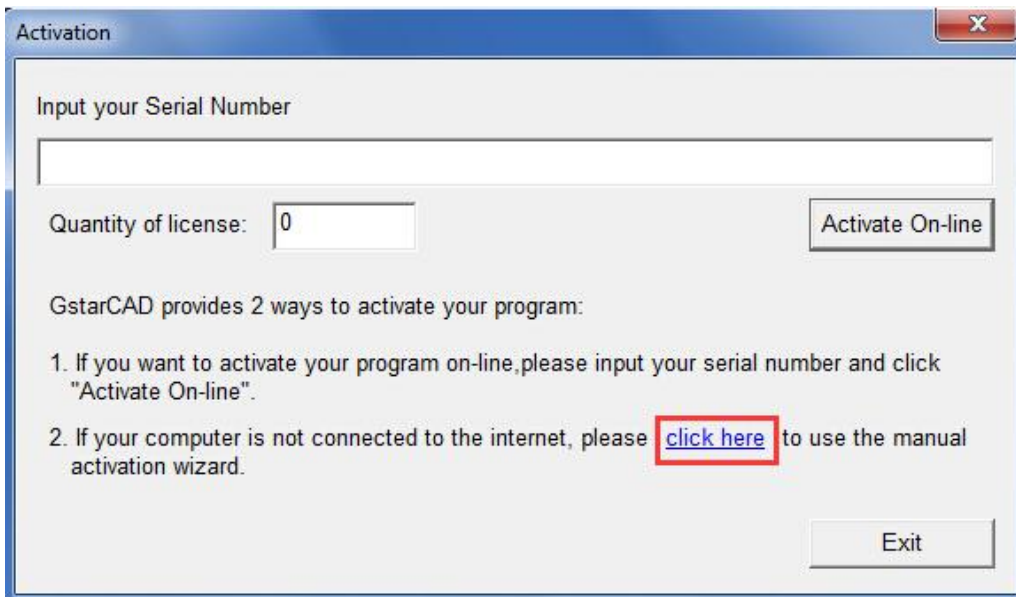 Activation
Input your Serial Number
Quantity of license: 0 Activate On-line
GstarCAD provides 2 ways to activate your program:
1. If you want to activate your program on-line,please input your serial number and click
"Activate On-line".
2. If your computer is not connected to the internet, please click here to use the manual
activation wizard.
Exit